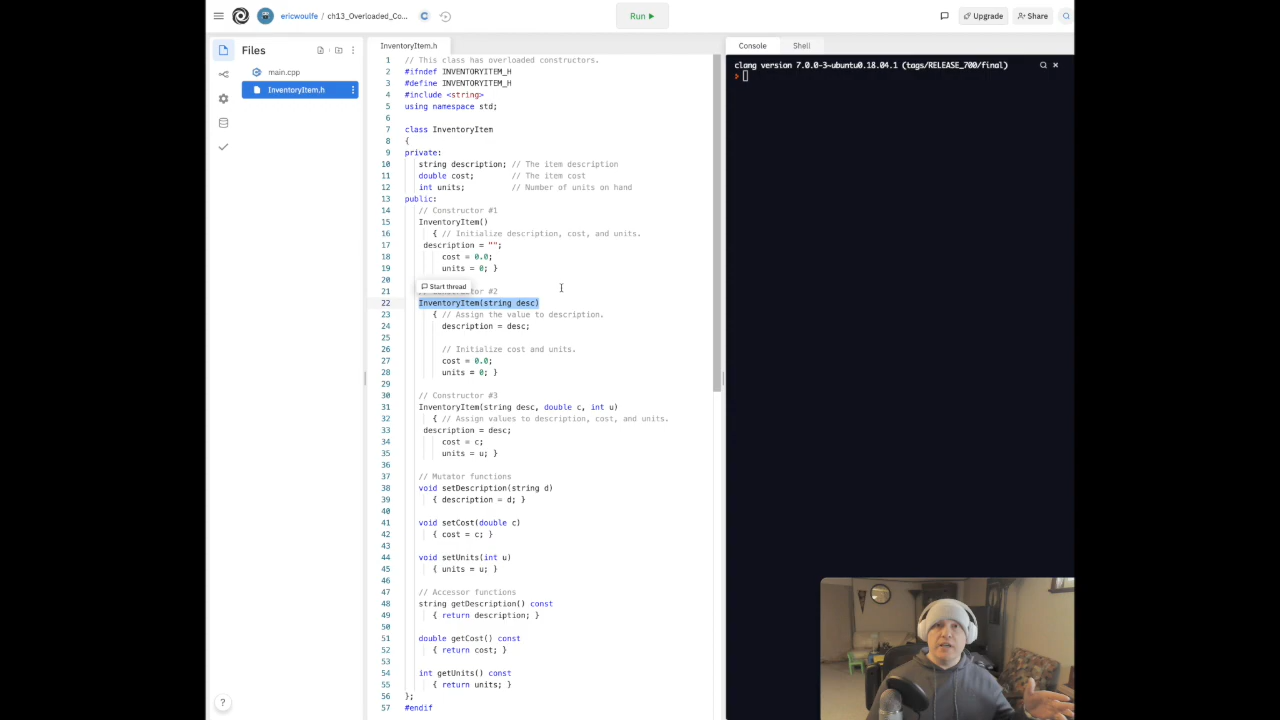 ericwoulfe / ch13_Overloaded_Co...
Run ▶
Upgrade
Share
Files
main.cpp
InventoryItem.h
InventoryItem.h
1 // This class has overloaded constructors.
2 #ifndef INVENTORYITEM_H
3 #define INVENTORYITEM_H
4 #include <string>
5 using namespace std;
6
7 class InventoryItem
8 {
9 private:
10 string description; // The item description
11 double cost; // The item cost
12 int units; // Number of units on hand
13 public:
14 // Constructor #1
15 InventoryItem()
16 { // Initialize description, cost, and units.
17 description = "";
18 cost = 0.0;
19 units = 0; }
20
Start thread
21 // Constructor #2
22 InventoryItem(string desc)
23 { // Assign the value to description.
24 description = desc;
25
26 // Initialize cost and units.
27 cost = 0.0;
28 units = 0; }
29
30 // Constructor #3
31 InventoryItem(string desc, double c, int u)
32 { // Assign values to description, cost, and units.
33 description = desc;
34 cost = c;
35 units = u; }
36
37 // Mutator functions
38 void setDescription(string d)
39 { description = d; }
40
41 void setCost(double c)
42 { cost = c; }
43
44 void setUnits(int u)
45 { units = u; }
46
47 // Accessor functions
48 string getDescription() const
49 { return description; }
50
51 double getCost() const
52 { return cost; }
53
54 int getUnits() const
55 { return units; }
56 };
57 #endif
Console
Shell
clang version 7.0.0-3~ubuntu0.18.04.1 (tags/RELEASE_700/final)
?